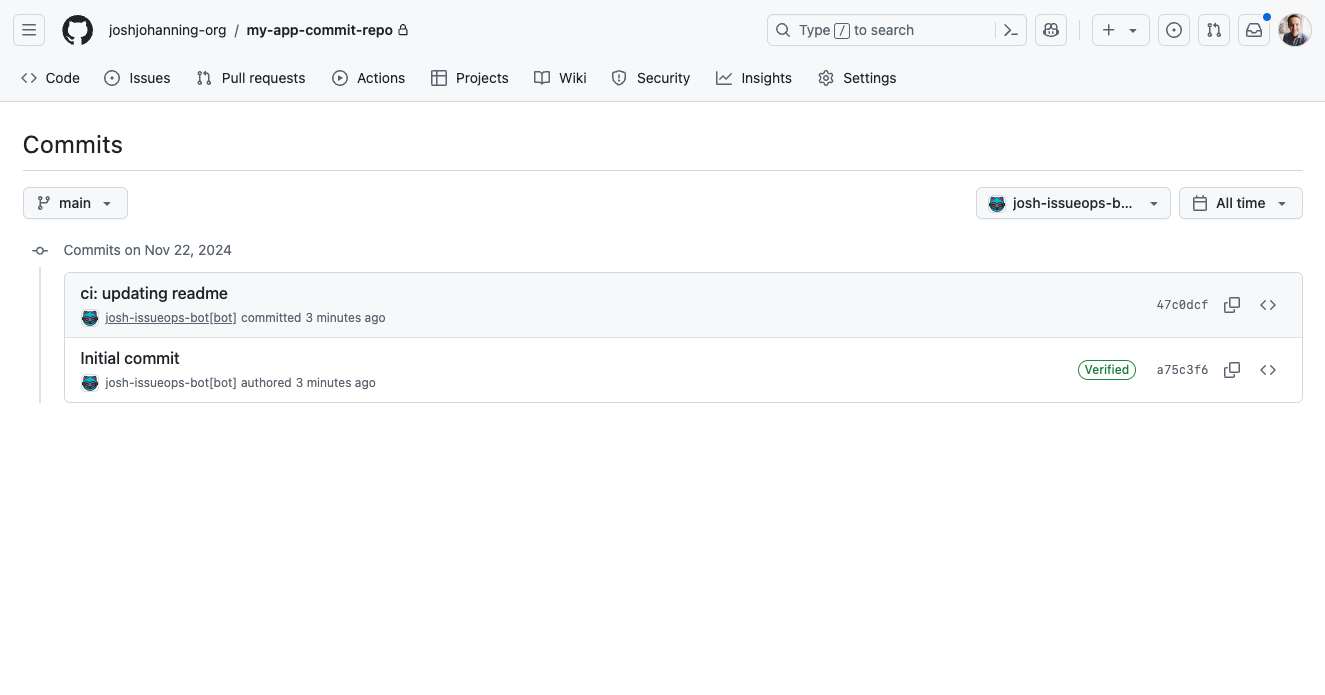 joshjohanning-org / my-app-commit-repo
Type / to search
Code Issues Pull requests Actions Projects Wiki Security Insights Settings
Commits
main
josh-issueops-b... All time
Commits on Nov 22, 2024
ci: updating readme
josh-issueops-bot[bot] committed 3 minutes ago
47c0dcf
Initial commit
josh-issueops-bot[bot] authored 3 minutes ago
Verified a75c3f6